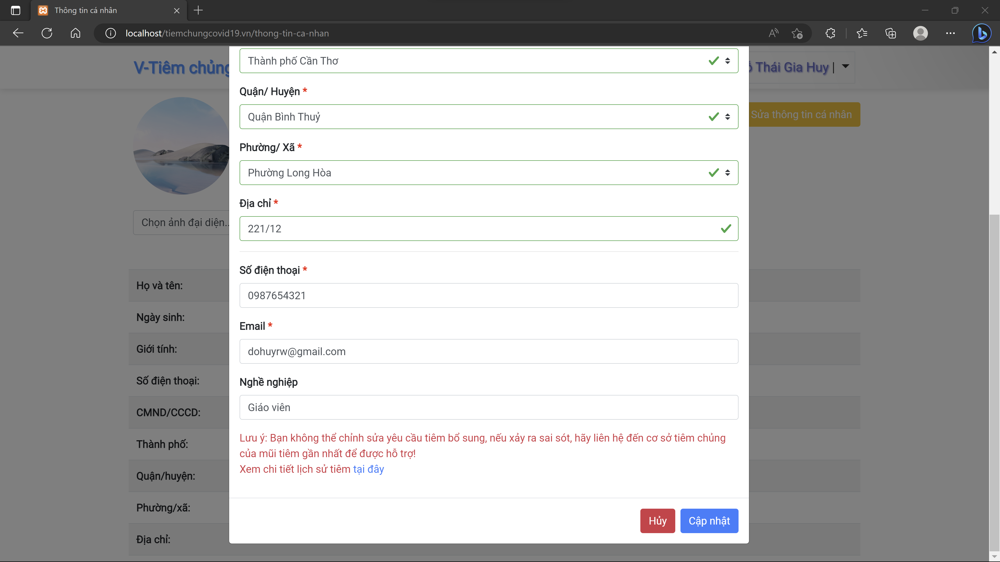 Thông tin cá nhân
localhost/tiemchungcovid19.vn/thong-tin-ca-nhan
V-Tiêm chủng
Thái Gia Huy |
Sửa thông tin cá nhân
Chọn ảnh đại diện..
Họ và tên:
Ngày sinh:
Giới tính:
Số điện thoại:
CMND/CCCD:
Thành phố:
Quận/huyện:
Phường/xã:
Địa chỉ:
Thành phố Cần Thơ
Quận/ Huyện *
Quận Bình Thuỷ
Phường/ Xã *
Phường Long Hòa
Địa chỉ *
221/12
Số điện thoại *
0987654321
Email *
dohuyrw@gmail.com
Nghề nghiệp
Giáo viên
Lưu ý: Bạn không thể chỉnh sửa yêu cầu tiêm bổ sung, nếu xảy ra sai sót, hãy liên hệ đến cơ sở tiêm chủng
của mũi tiêm gần nhất để được hỗ trợ!
Xem chi tiết lịch sử tiêm tại đây
Hủy
Cập nhật